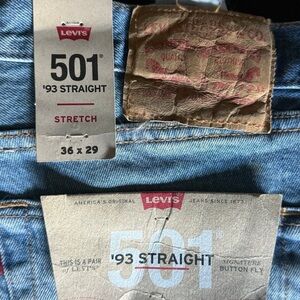 Levi's
501®
'93 STRAIGHT
STRETCH
36 x 29
AMERICA'S ORIGINAL
Levi's
JEANS SINCE 1873
501®
'93 STRAIGHT
THIS IS A PAIR
of LEVI'S®
SIGNATURE
BUTTON FLY